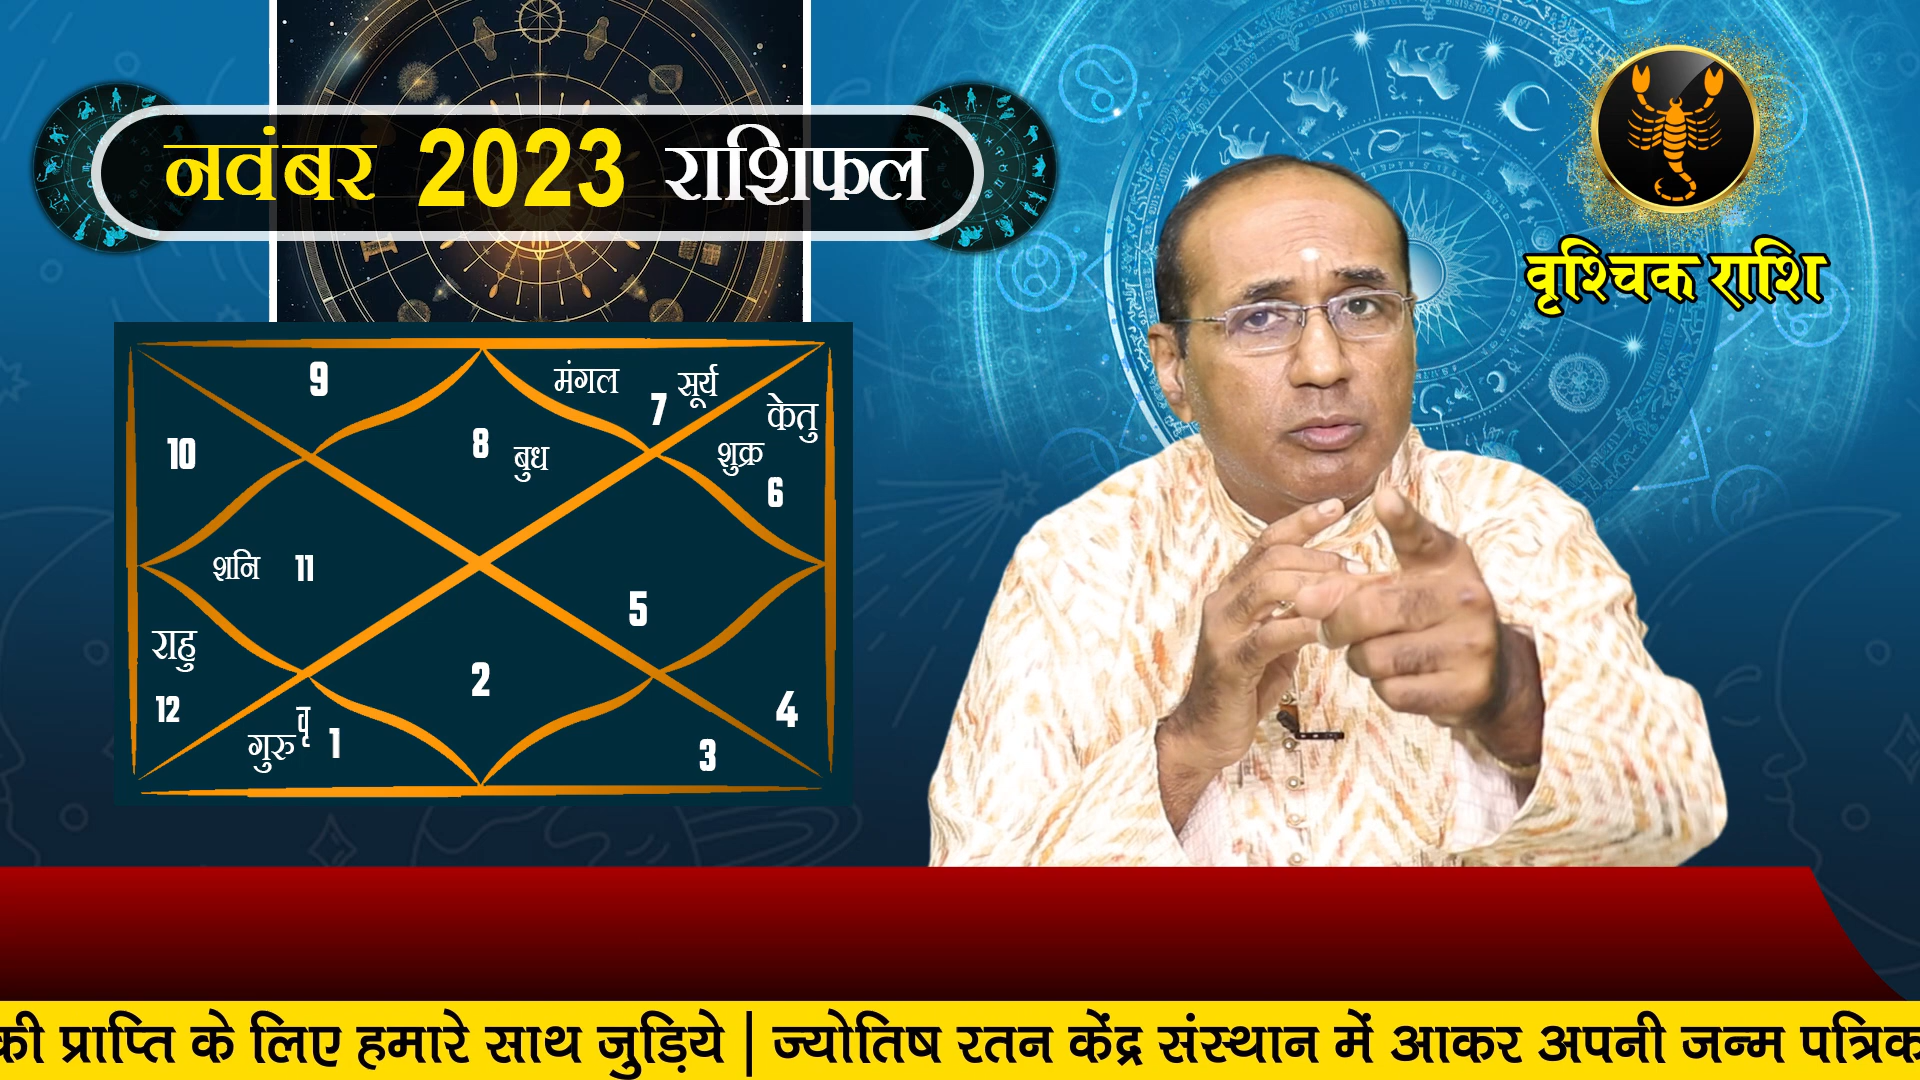 नवंबर 2023 राशिफल
वृश्चिक राशि
9
मंगल
7
सूर्य
केतु
10
8
बुध
शुक्र
6
शनि 11
5
राहु
2
12
4
गुरु वृ 1
3
की प्राप्ति के लिए हमारे साथ जुड़िये | ज्योतिष रतन केंद्र संस्थान में आकर अपनी जन्म पत्रिक